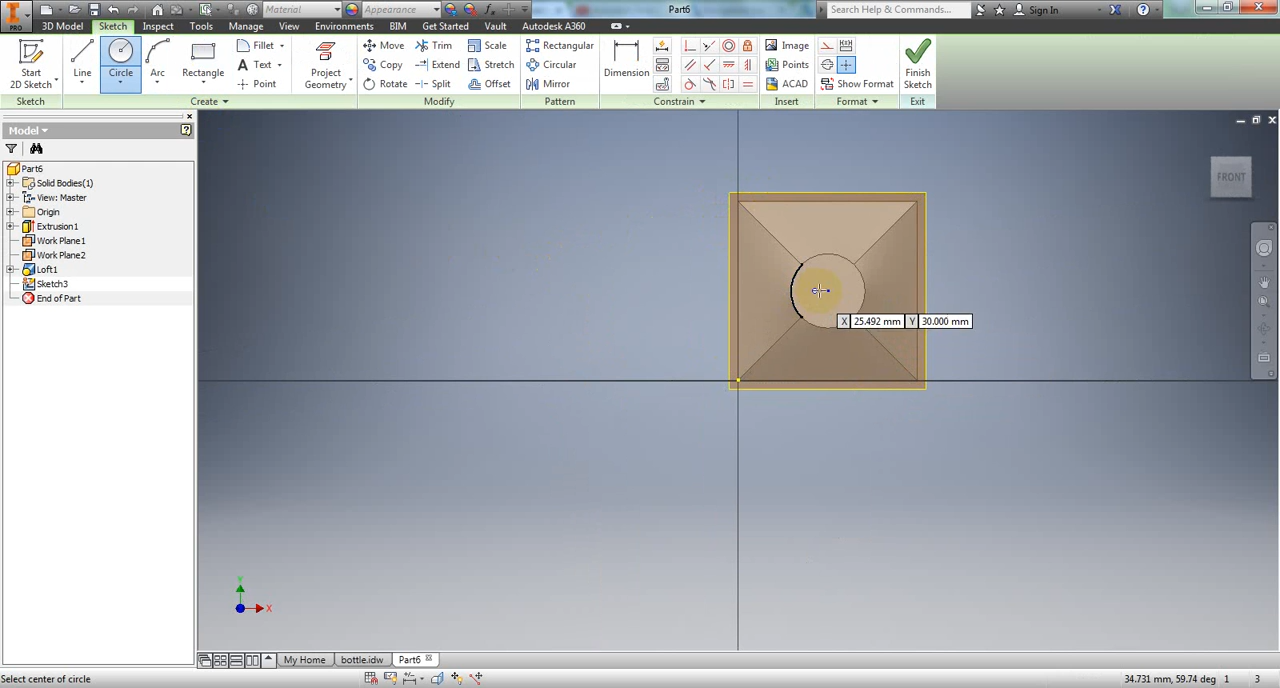 Material
Appearance
Part6
Search Help & Commands...
Sign In
PRO
3D Model
Sketch
Inspect
Tools
Manage
View
Environments
BIM
Get Started
Vault
Autodesk A360
Start
2D Sketch
Line
Circle
Arc
Rectangle
Fillet
Text
Point
Project
Geometry
Move
Copy
Rotate
Trim
Extend
Split
Scale
Stretch
Offset
Rectangular
Circular
Mirror
Dimension
Image
Points
ACAD
Show Format
Finish
Sketch
Sketch
Create
Modify
Pattern
Constrain
Insert
Format
Exit
Model
Part6
Solid Bodies(1)
View: Master
Origin
Extrusion1
Work Plane1
Work Plane2
Loft1
Sketch3
End of Part
FRONT
X 25.492 mm Y 30.000 mm
Y
X
My Home
bottle.idw
Part6
Select center of circle
34.731 mm, 59.74 deg 1 3